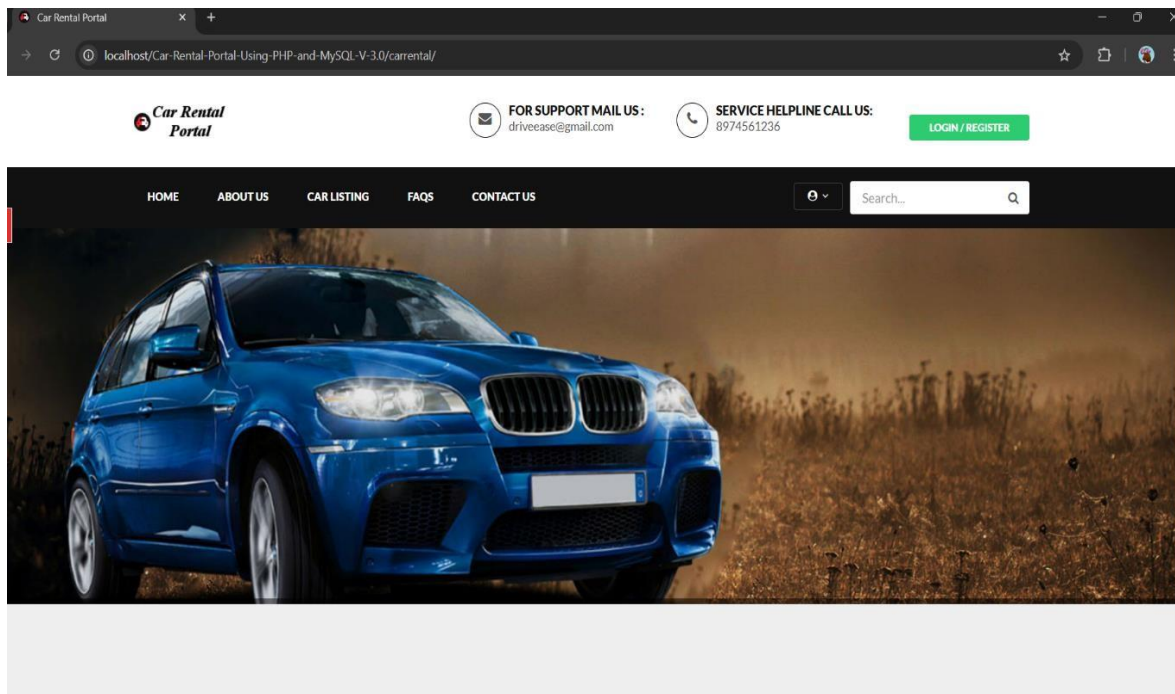 Car Rental Portal
localhost/Car-Rental-Portal-Using-PHP-and-MySQL-V-3.0/carrental/
Car Rental
Portal
FOR SUPPORT MAIL US :
driveease@gmail.com
SERVICE HELPLINE CALL US:
8974561236
LOGIN / REGISTER
HOME
ABOUT US
CAR LISTING
FAQS
CONTACT US
Search...